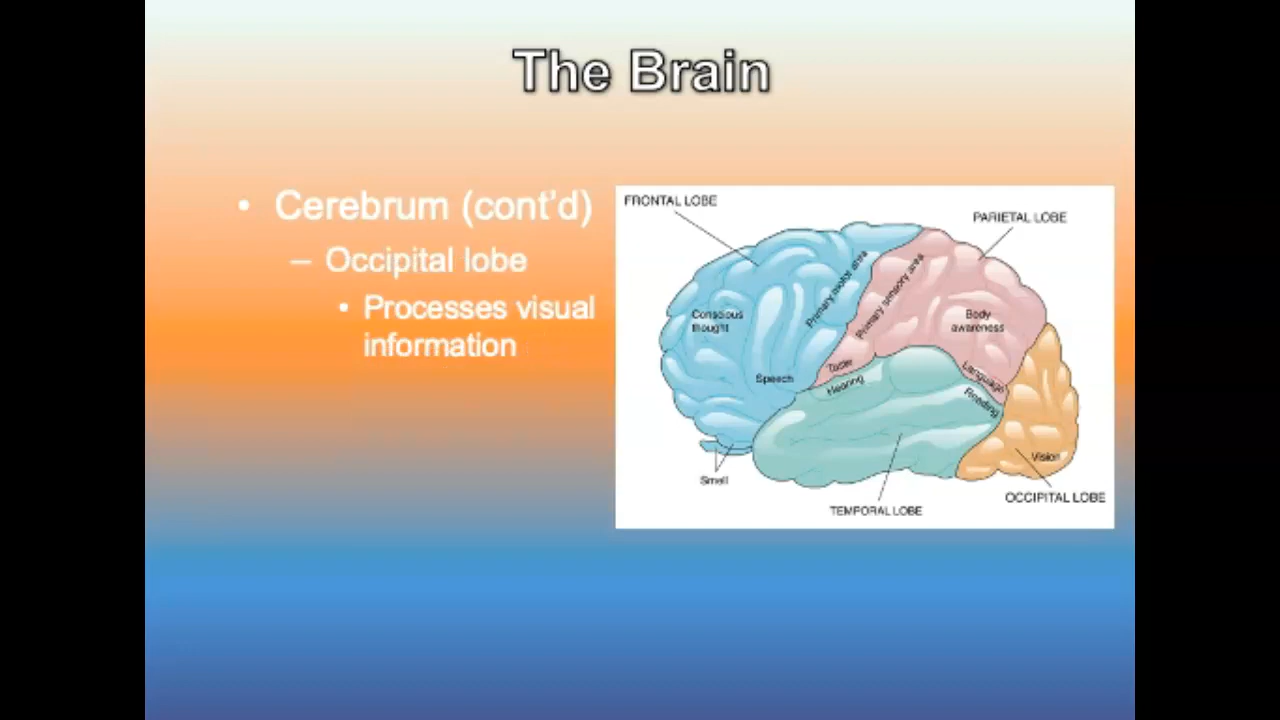 The Brain
• Cerebrum (cont'd)
– Occipital lobe
• Processes visual
information
FRONTAL LOBE
PARIETAL LOBE
Primary motor area
Primary sensory area
Conscious
thought
Body
awareness
Speech
Taste
Hearing
Language
Reading
Smell
Vision
OCCIPITAL LOBE
TEMPORAL LOBE